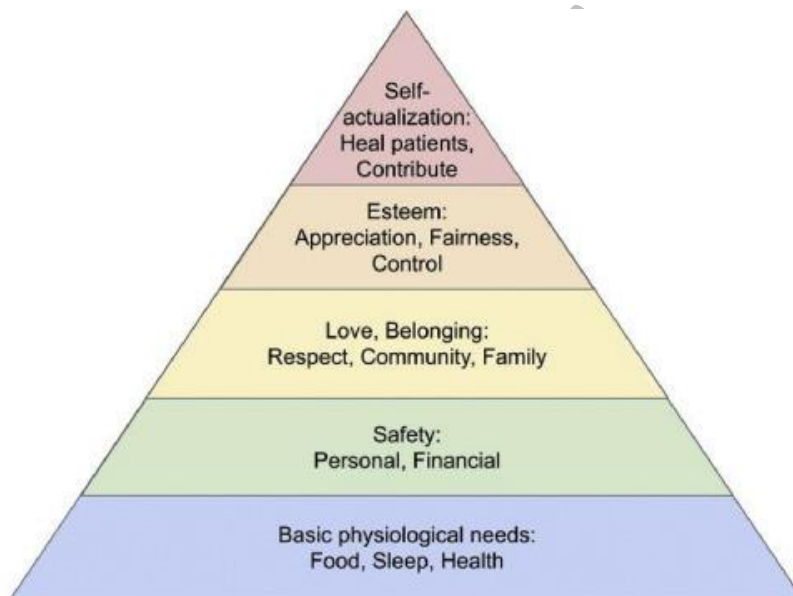 Self-
actualization:
Heal patients,
Contribute
Esteem:
Appreciation, Fairness,
Control
Love, Belonging:
Respect, Community, Family
Safety:
Personal, Financial
Basic physiological needs:
Food, Sleep, Health